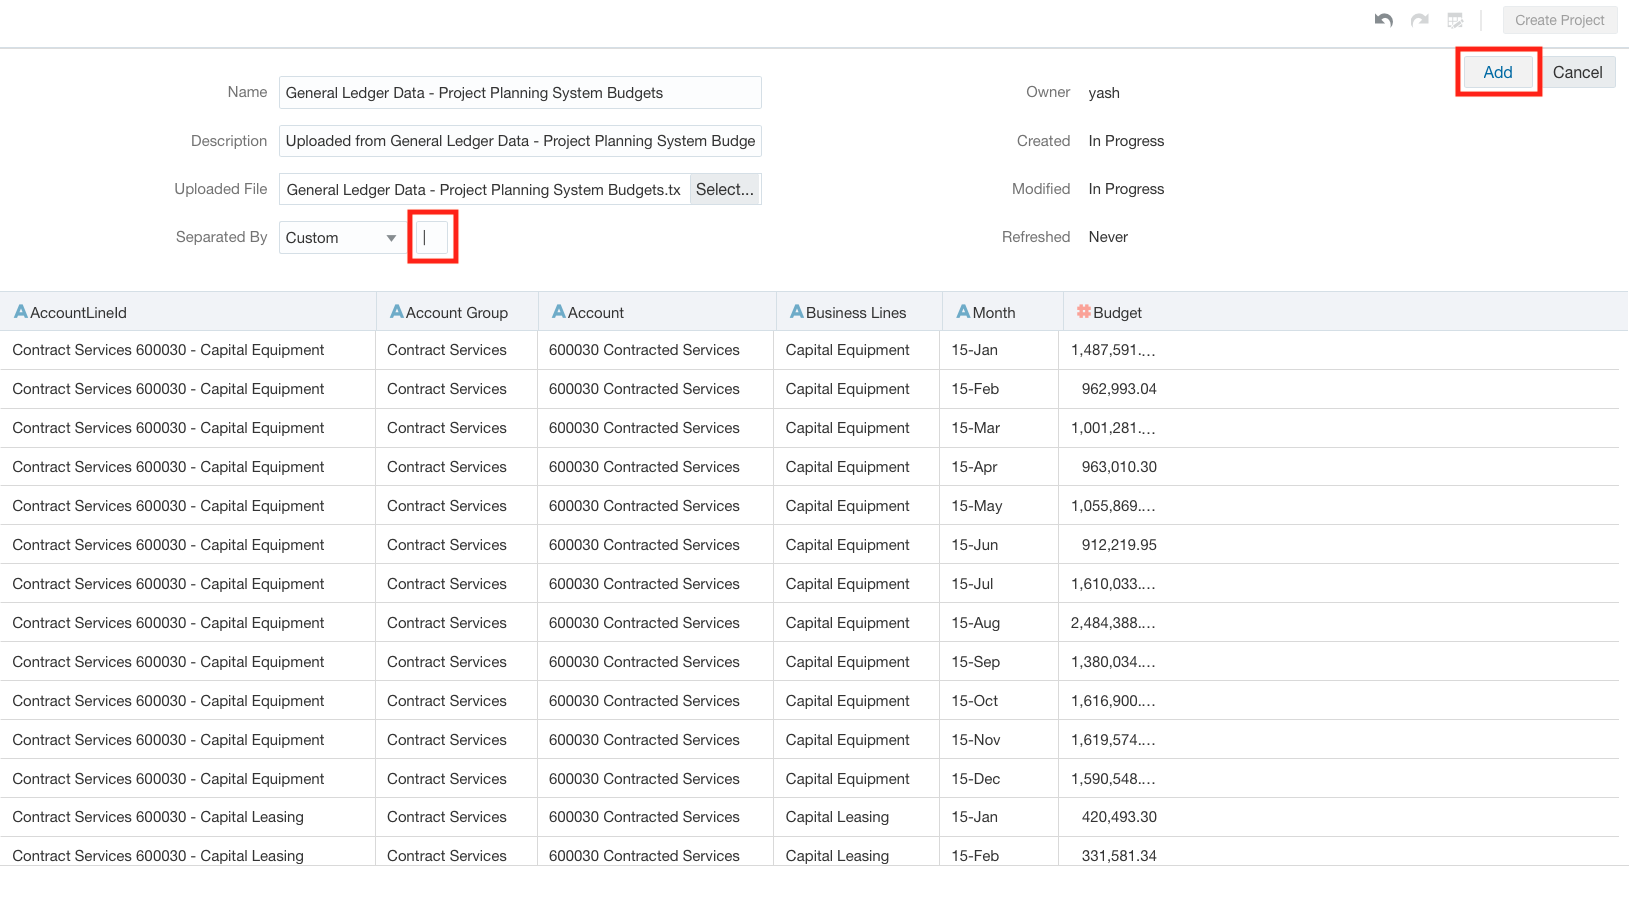 Create Project
Add Cancel
Name General Ledger Data - Project Planning System Budgets
Owner yash
Description Uploaded from General Ledger Data - Project Planning System Budge
Created In Progress
Uploaded File General Ledger Data - Project Planning System Budgets.tx Select...
Modified In Progress
Separated By Custom |
Refreshed Never
A AccountLineId A Account Group A Account A Business Lines A Month # Budget
Contract Services 600030 - Capital Equipment Contract Services 600030 Contracted Services Capital Equipment 15-Jan 1,487,591....
Contract Services 600030 - Capital Equipment Contract Services 600030 Contracted Services Capital Equipment 15-Feb 962,993.04
Contract Services 600030 - Capital Equipment Contract Services 600030 Contracted Services Capital Equipment 15-Mar 1,001,281....
Contract Services 600030 - Capital Equipment Contract Services 600030 Contracted Services Capital Equipment 15-Apr 963,010.30
Contract Services 600030 - Capital Equipment Contract Services 600030 Contracted Services Capital Equipment 15-May 1,055,869....
Contract Services 600030 - Capital Equipment Contract Services 600030 Contracted Services Capital Equipment 15-Jun 912,219.95
Contract Services 600030 - Capital Equipment Contract Services 600030 Contracted Services Capital Equipment 15-Jul 1,610,033....
Contract Services 600030 - Capital Equipment Contract Services 600030 Contracted Services Capital Equipment 15-Aug 2,484,388....
Contract Services 600030 - Capital Equipment Contract Services 600030 Contracted Services Capital Equipment 15-Sep 1,380,034....
Contract Services 600030 - Capital Equipment Contract Services 600030 Contracted Services Capital Equipment 15-Oct 1,616,900....
Contract Services 600030 - Capital Equipment Contract Services 600030 Contracted Services Capital Equipment 15-Nov 1,619,574....
Contract Services 600030 - Capital Equipment Contract Services 600030 Contracted Services Capital Equipment 15-Dec 1,590,548....
Contract Services 600030 - Capital Leasing Contract Services 600030 Contracted Services Capital Leasing 15-Jan 420,493.30
Contract Services 600030 - Capital Leasing Contract Services 600030 Contracted Services Capital Leasing 15-Feb 331,581.34